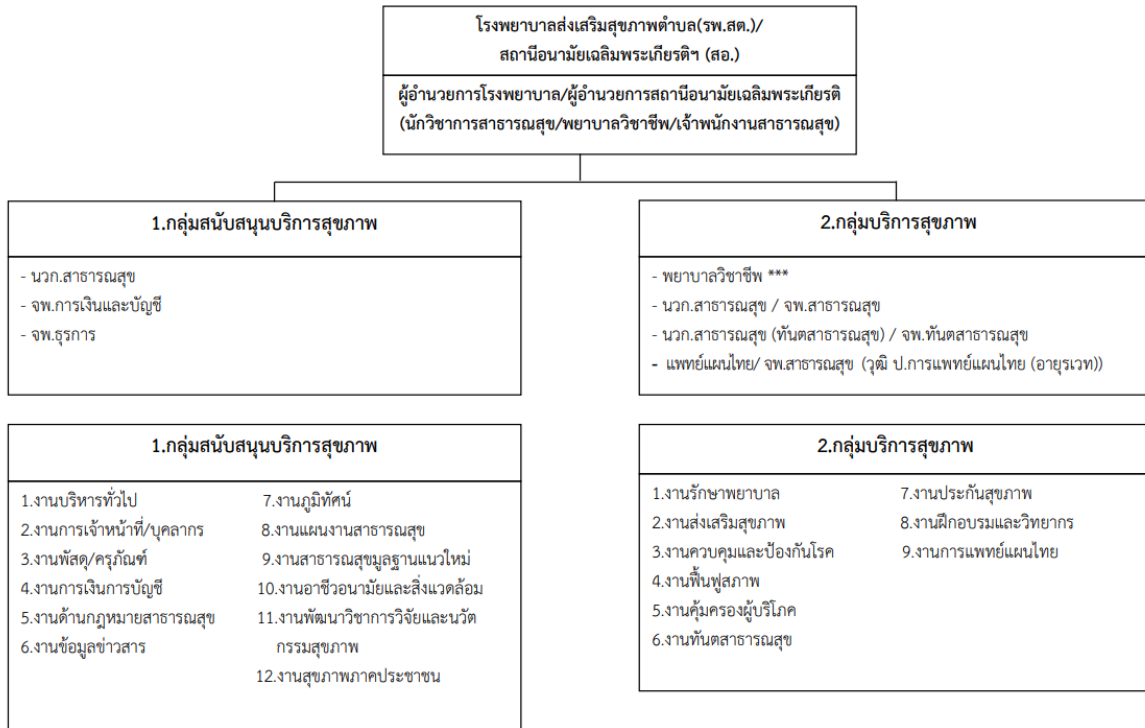 โรงพยาบาลส่งเสริมสุขภาพตำบล(รพ.สต.)/
สถานีอนามัยเฉลิมพระเกียรติฯ (สอ.)
ผู้อำนวยการโรงพยาบาล/ผู้อำนวยการสถานีอนามัยเฉลิมพระเกียรติ
(นักวิชาการสาธารณสุข/พยาบาลวิชาชีพ/เจ้าพนักงานสาธารณสุข)
1.กลุ่มสนับสนุนบริการสุขภาพ
- นวก.สาธารณสุข
- จพ.การเงินและบัญชี
- จพ.ธุรการ
2.กลุ่มบริการสุขภาพ
- พยาบาลวิชาชีพ ***
- นวก.สาธารณสุข / จพ.สาธารณสุข
- นวก.สาธารณสุข (ทันตสาธารณสุข) / จพ.ทันตสาธารณสุข
- แพทย์แผนไทย/ จพ.สาธารณสุข (วุฒิ ป.การแพทย์แผนไทย (อายุรเวท))
1.กลุ่มสนับสนุนบริการสุขภาพ
1.งานบริหารทั่วไป
2.งานการเจ้าหน้าที่/บุคลากร
3.งานพัสดุ/ครุภัณฑ์
4.งานการเงินการบัญชี
5.งานด้านกฎหมายสาธารณสุข
6.งานข้อมูลข่าวสาร
7.งานภูมิทัศน์
8.งานแผนงานสาธารณสุข
9.งานสาธารณสุขมูลฐานแนวใหม่
10.งานอาชีวอนามัยและสิ่งแวดล้อม
11.งานพัฒนาวิชาการวิจัยและนวัต
กรรมสุขภาพ
12.งานสุขภาพภาคประชาชน
2.กลุ่มบริการสุขภาพ
1.งานรักษาพยาบาล
2.งานส่งเสริมสุขภาพ
3.งานควบคุมและป้องกันโรค
4.งานฟื้นฟูสภาพ
5.งานคุ้มครองผู้บริโภค
6.งานทันตสาธารณสุข
7.งานประกันสุขภาพ
8.งานฝึกอบรมและวิทยากร
9.งานการแพทย์แผนไทย